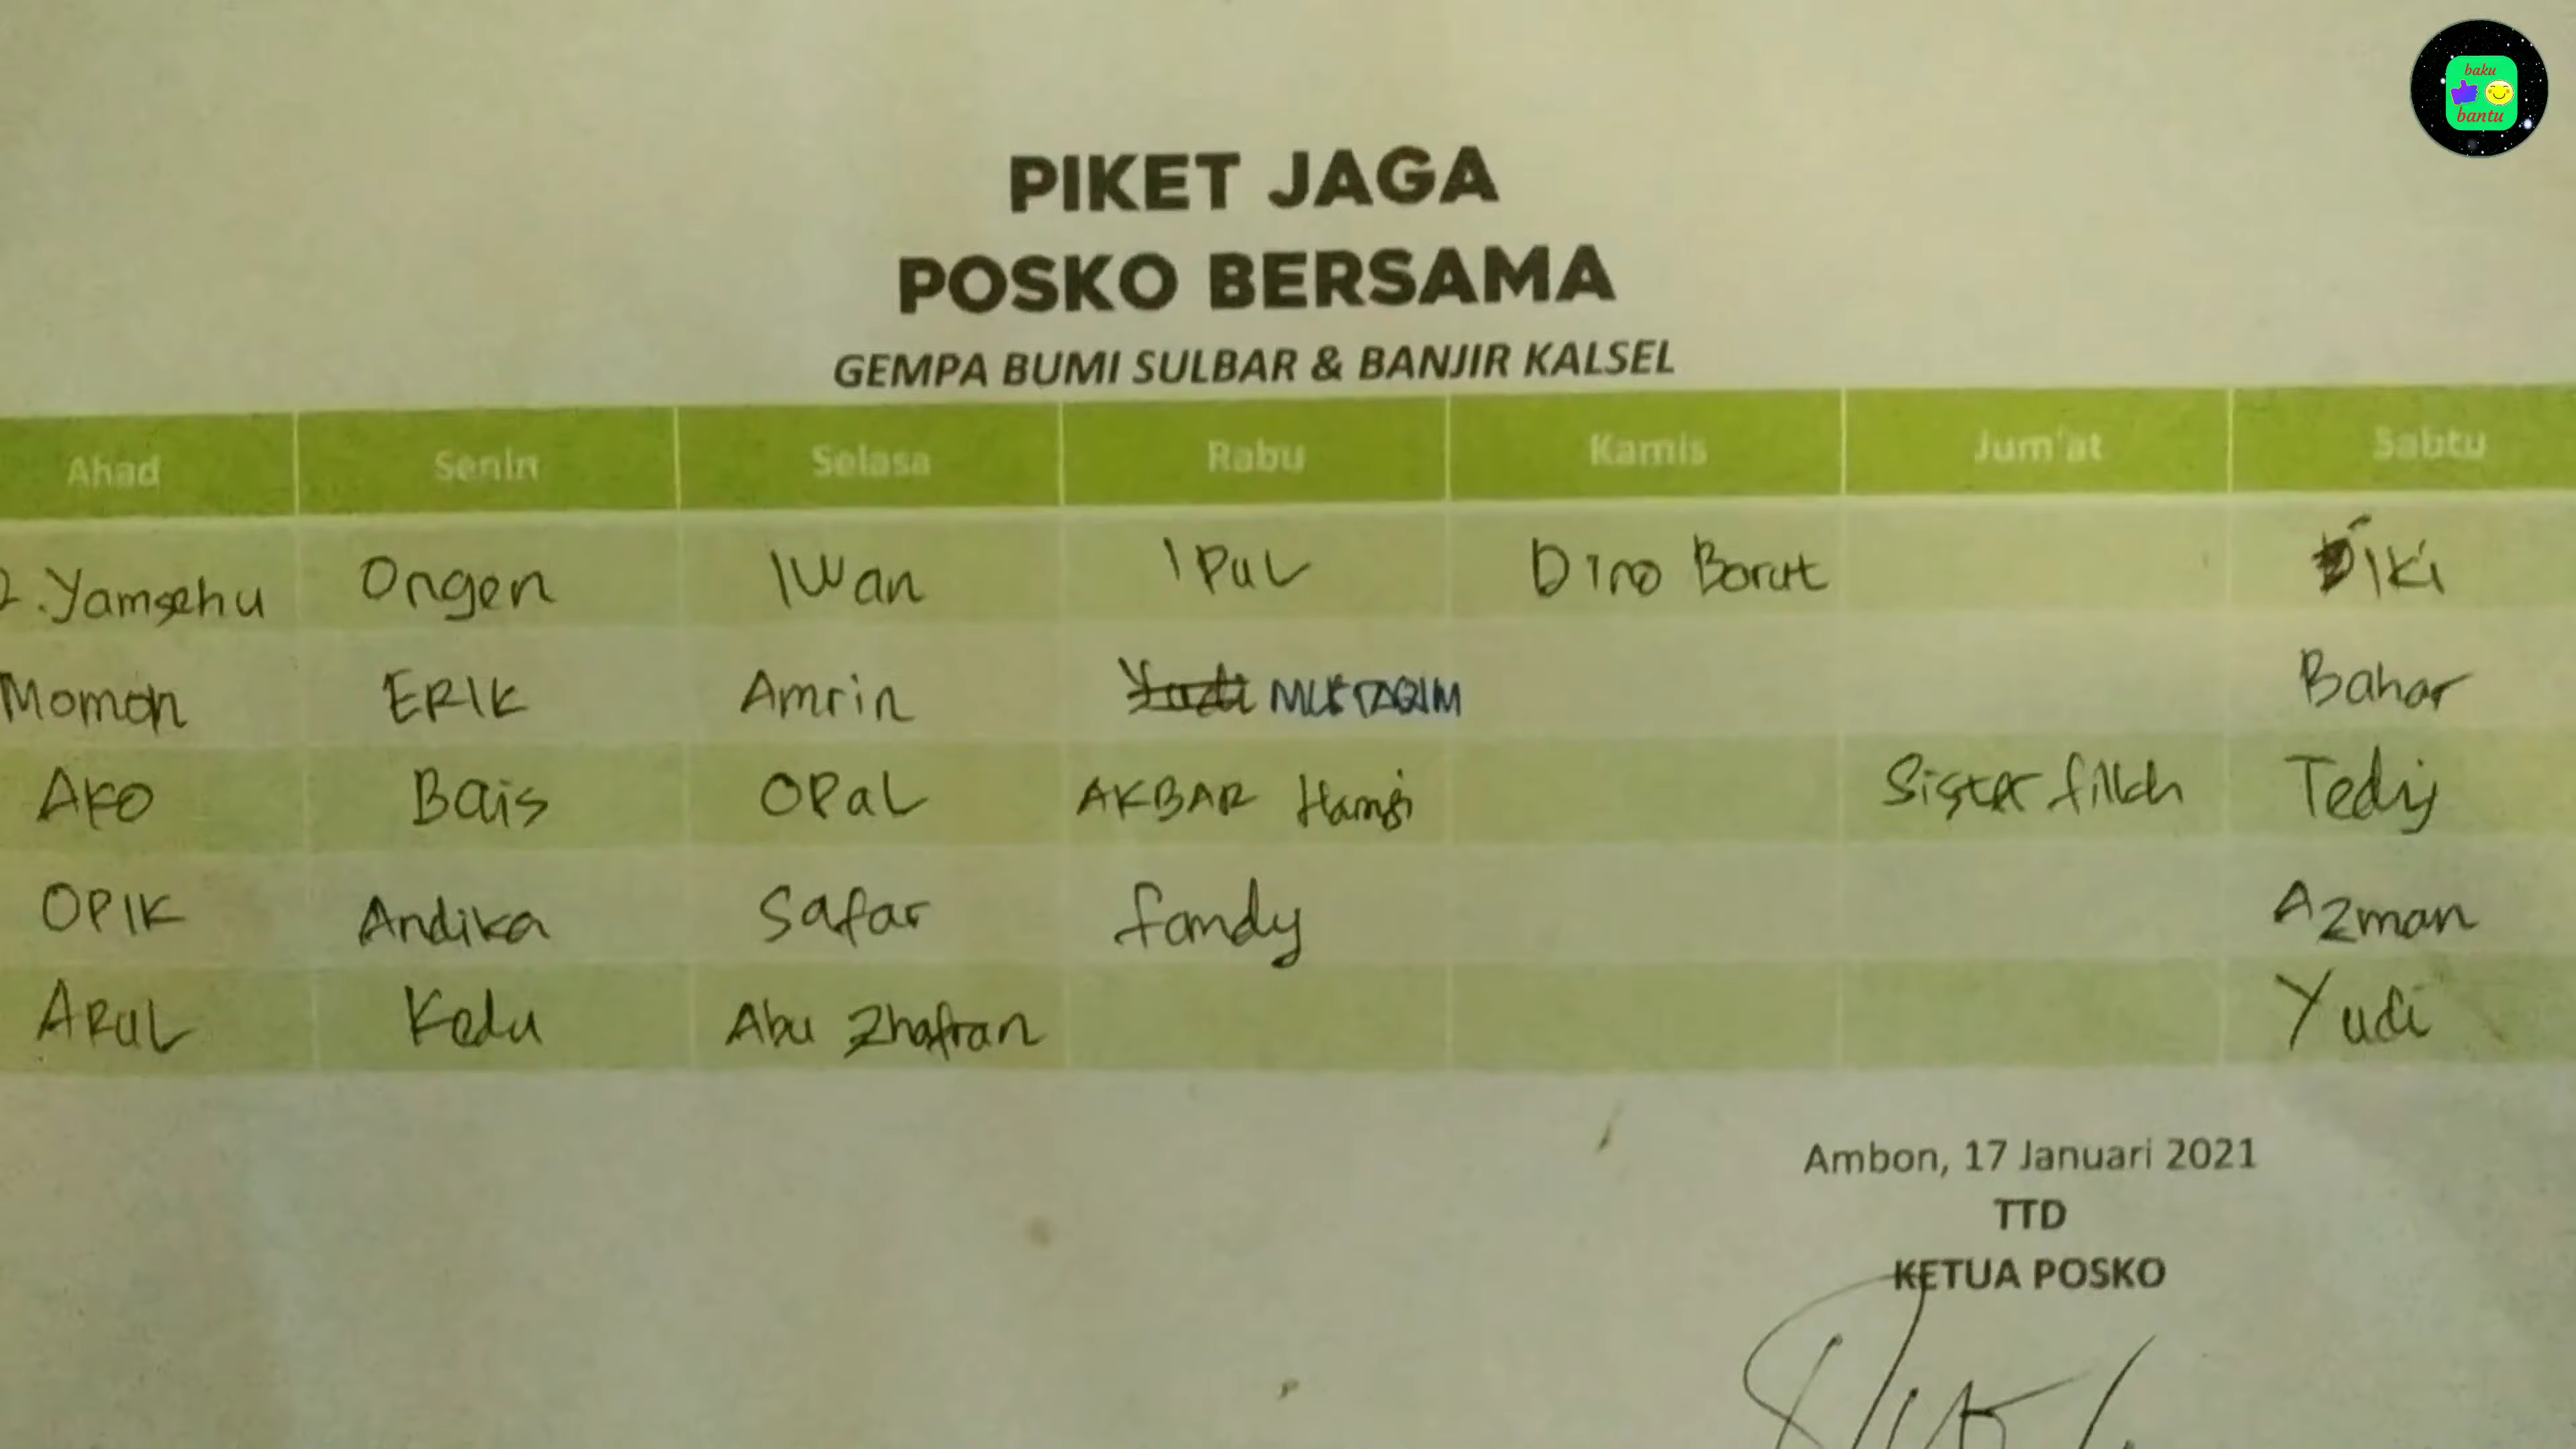 baku
bantu
PIKET JAGA
POSKO BERSAMA
GEMPA BUMI SULBAR & BANJIR KALSEL
Ahad Senin Selasa Rabu Kamis Jum'at Sabtu
Yamsehu Ongen IWan IPUL Dino Borut Diki
Momon ERIK Amrin MUSTAQIM Bahar
AKO Bais OPaL AKBAR Sister Tedy
OPIK Andika Safar fandy Azman
ARUL Kedu Abu Zhafran Yudi
Ambon, 17 Januari 2021
TTD
KETUA POSKO